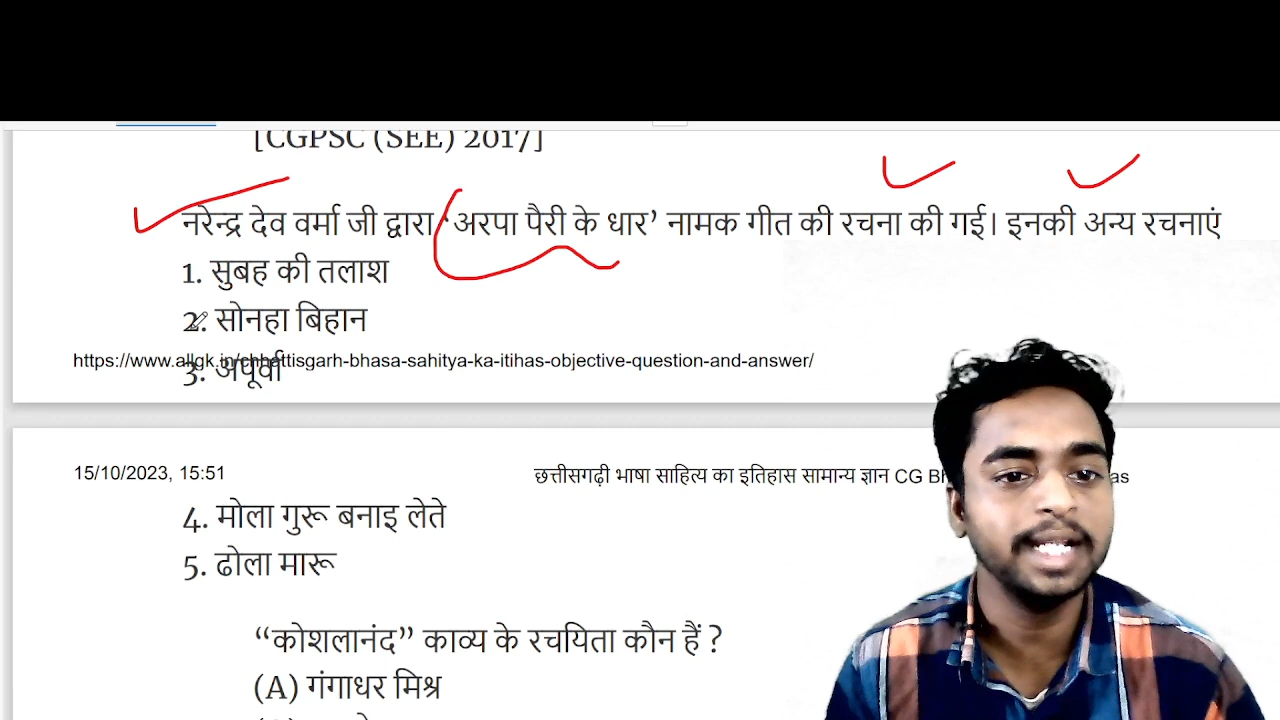 [CGPSC (SEE) 2017]
नरेन्द्र देव वर्मा जी द्वारा ‘अरपा पैरी के धार’ नामक गीत की रचना की गई। इनकी अन्य रचनाएं
1. सुबह की तलाश
2. सोनहा बिहान
https://www.allgk.in/chhattisgarh-bhasa-sahitya-ka-itihas-objective-question-and-answer/
3. अपूर्वा
15/10/2023, 15:51
छत्तीसगढ़ी भाषा साहित्य का इतिहास सामान्य ज्ञान CG
4. मोला गुरू बनाइ लेते
5. ढोला मारू
“कोशलानंद” काव्य के रचयिता कौन हैं ?
(A) गंगाधर मिश्र